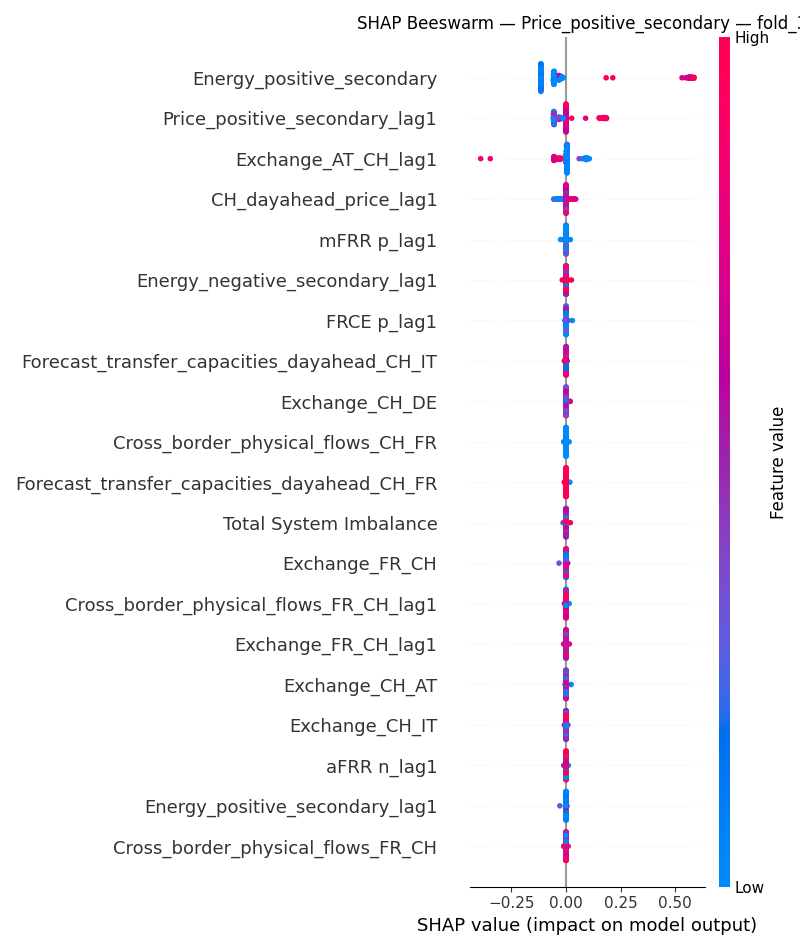 SHAP Beeswarm — Price_positive_secondary — fold_3
High
Energy_positive_secondary
Price_positive_secondary_lag1
Exchange_AT_CH_lag1
CH_dayahead_price_lag1
mFRR p_lag1
Energy_negative_secondary_lag1
FRCE p_lag1
Forecast_transfer_capacities_dayahead_CH_IT
Exchange_CH_DE
Cross_border_physical_flows_CH_FR
Forecast_transfer_capacities_dayahead_CH_FR
Total System Imbalance
Exchange_FR_CH
Cross_border_physical_flows_FR_CH_lag1
Exchange_FR_CH_lag1
Exchange_CH_AT
Exchange_CH_IT
aFRR n_lag1
Energy_positive_secondary_lag1
Cross_border_physical_flows_FR_CH
Feature value
Low
−0.25 0.00 0.25 0.50
SHAP value (impact on model output)